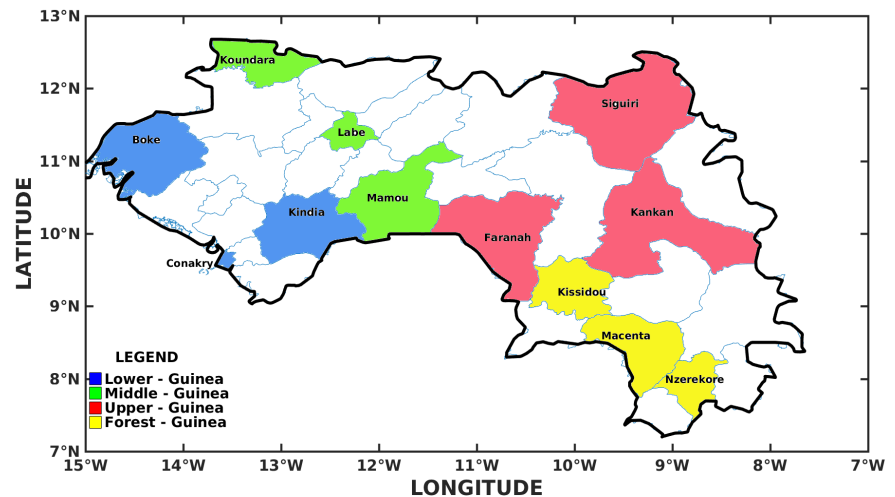 13°N
12°N
11°N
10°N
9°N
8°N
7°N
LATITUDE
Koundara
Siguiri
Boke
Labe
Mamou
Kindia
Kankan
Faranah
Conakry
Kissidou
Macenta
Nzerekore
LEGEND
Lower - Guinea
Middle - Guinea
Upper - Guinea
Forest - Guinea
15°W 14°W 13°W 12°W 11°W 10°W 9°W 8°W 7°W
LONGITUDE